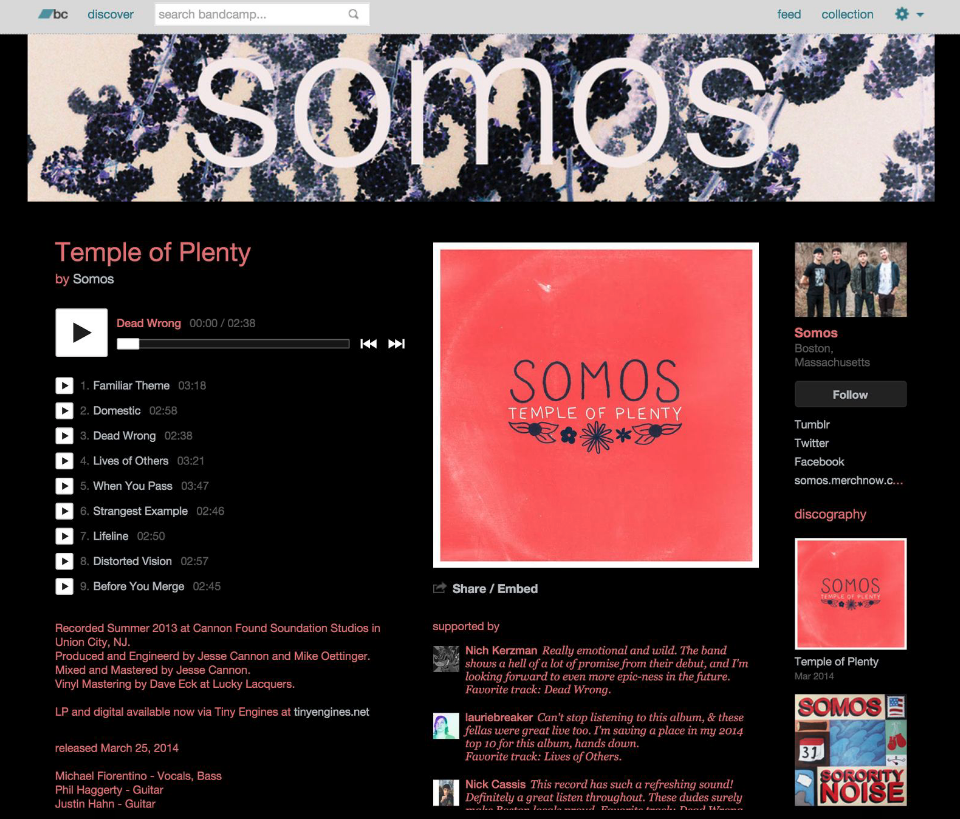 bc discover search bandcamp... feed collection
somos
Temple of Plenty
by Somos
Dead Wrong 00:00 / 02:38
1. Familiar Theme 03:18
2. Domestic 02:58
3. Dead Wrong 02:38
4. Lives of Others 03:21
5. When You Pass 03:47
6. Strangest Example 02:46
7. Lifeline 02:50
8. Distorted Vision 02:57
9. Before You Merge 02:45
Recorded Summer 2013 at Cannon Found Soundation Studios in
Union City, NJ.
Produced and Engineerd by Jesse Cannon and Mike Oettinger.
Mixed and Mastered by Jesse Cannon.
Vinyl Mastering by Dave Eck at Lucky Lacquers.
LP and digital available now via Tiny Engines at tinyengines.net
released March 25, 2014
Michael Fiorentino - Vocals, Bass
Phil Haggerty - Guitar
Justin Hahn - Guitar
SOMOS
TEMPLE OF PLENTY
Share / Embed
supported by
Nich Kerzman Really emotional and wild. The band
shows a hell of a lot of promise from their debut, and I'm
looking forward to even more epic-ness in the future.
Favorite track: Dead Wrong.
lauriebreaker Can't stop listening to this album, & these
fellas were great live too. I'm saving a place in my 2014
top 10 for this album, hands down.
Favorite track: Lives of Others.
Nick Cassis This record has such a refreshing sound!
Definitely a great listen throughout. These dudes surely
make Boston locals proud. Favorite track: Dead Wrong
Somos
Boston,
Massachusetts
Follow
Tumblr
Twitter
Facebook
somos.merchnow.c...
discography
SOMOS
TEMPLE OF PLENTY
Temple of Plenty
Mar 2014
SOMOS
31
SORORITY
NOISE